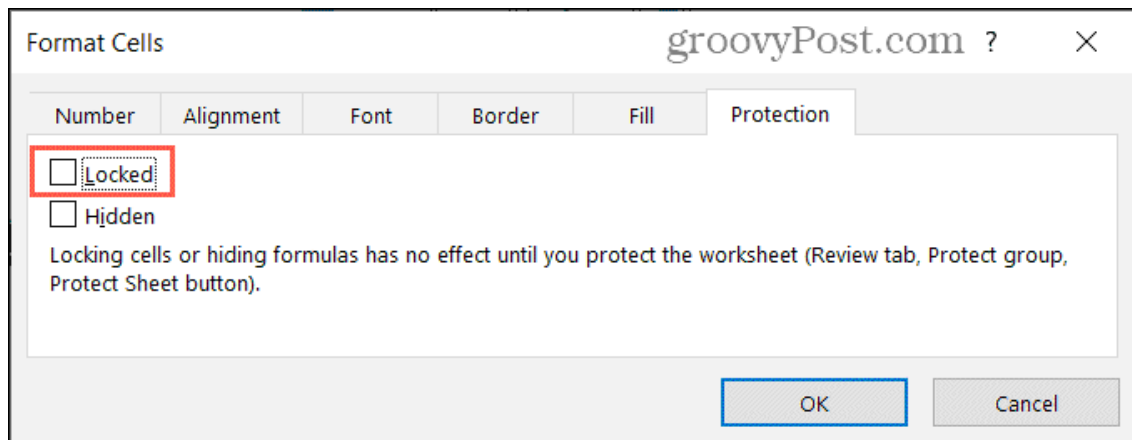 Format Cells groovyPost.com ?
Number Alignment Font Border Fill Protection
Locked
Hidden
Locking cells or hiding formulas has no effect until you protect the worksheet (Review tab, Protect group,
Protect Sheet button).
OK Cancel